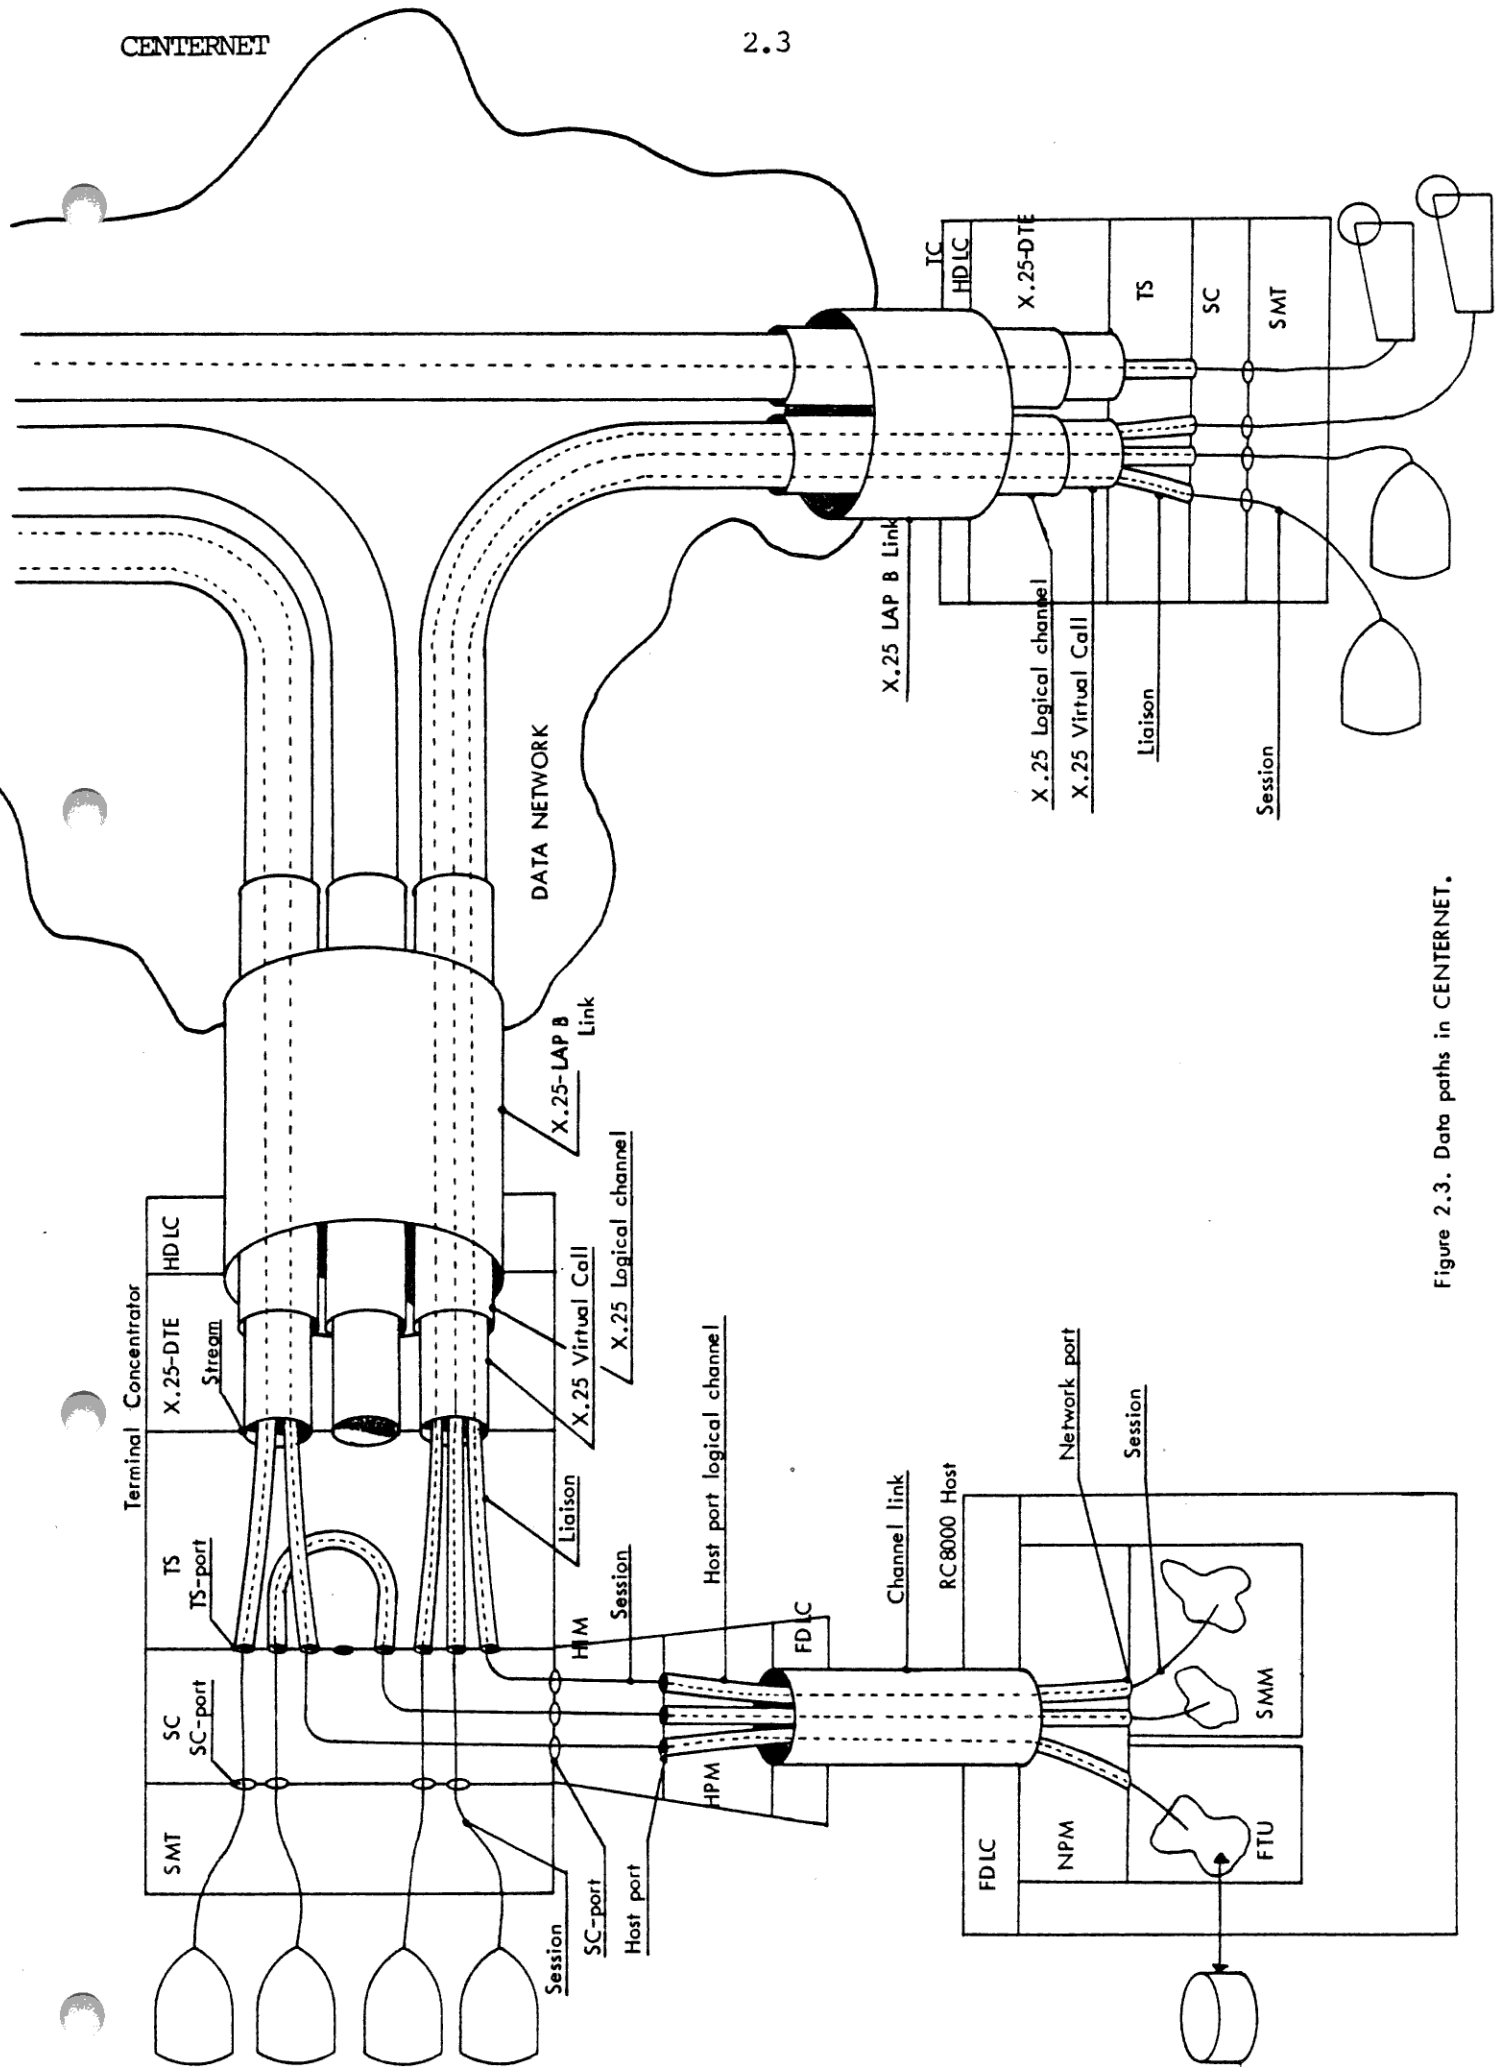 CENTERNET
2.3
Terminal Concentrator
SMT
SC
TS
X.25-DTE
HDLC
SC-port
TS-port
Stream
X.25-LAP B
Link
DATA NETWORK
X.25 Virtual Call
X.25 Logical channel
Liaison
Session
SC-port
Host port
HIM
Session
HPM
FDLC
Host port logical channel
Channel link
RC8000 Host
FDLC
NPM
Network port
Session
FTU
SMM
TC
HDLC
X.25-DTE
TS
SC
SMT
X.25 LAP B Link
X.25 Logical channel
X.25 Virtual Call
Liaison
Session
Figure 2.3. Data paths in CENTERNET.